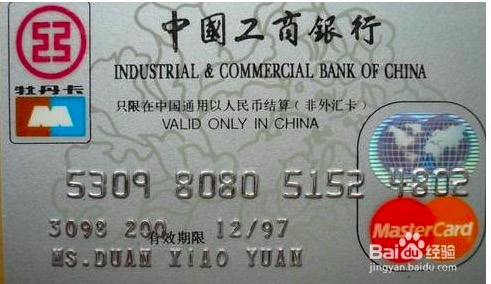 中國工商銀行
INDUSTRIAL & COMMERCIAL BANK OF CHINA
牡丹卡
只限在中国通用以人民币结算(非外汇卡)
VALID ONLY IN CHINA
5309 8080 5152 4802
3098 200 有效期限 12/97
MS.DUAN XIAO YUAN
MasterCard
Bai 经验
jingyan.baidu.com